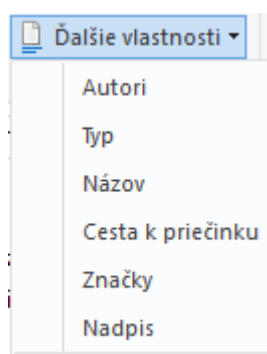 Ďalšie vlastnosti
Autori
Typ
Názov
Cesta k priečinku
Značky
Nadpis